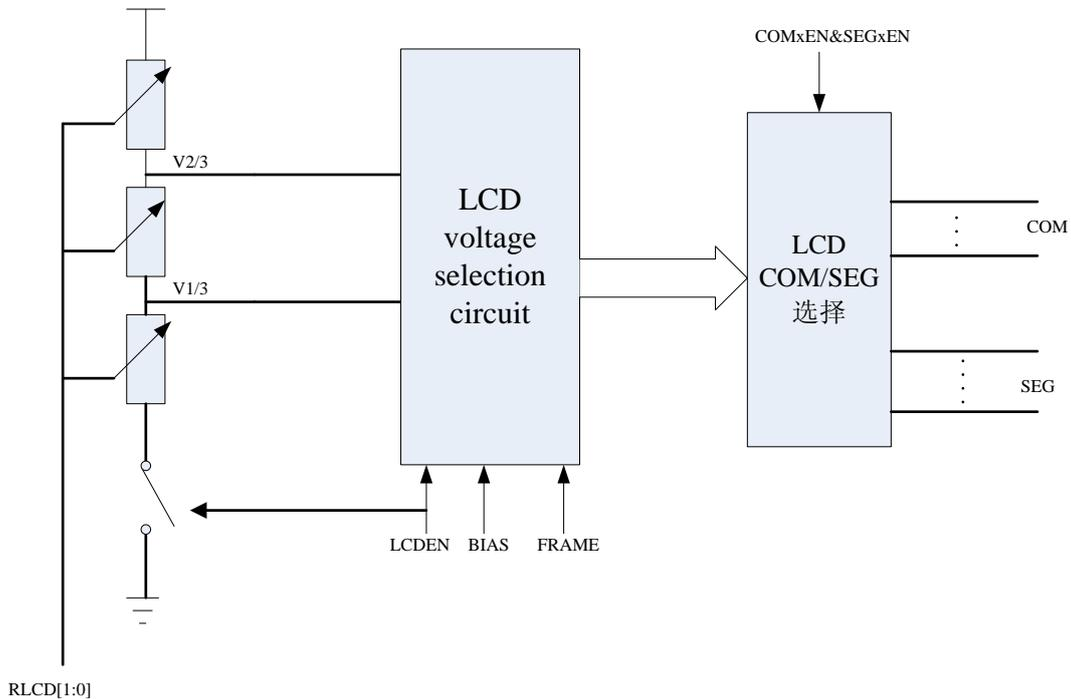 COMxEN&SEGxEN
V2/3
LCD
voltage
selection
circuit
LCD
COM/SEG
选择
COM
V1/3
SEG
LCDEN
BIAS
FRAME
RLCD[1:0]